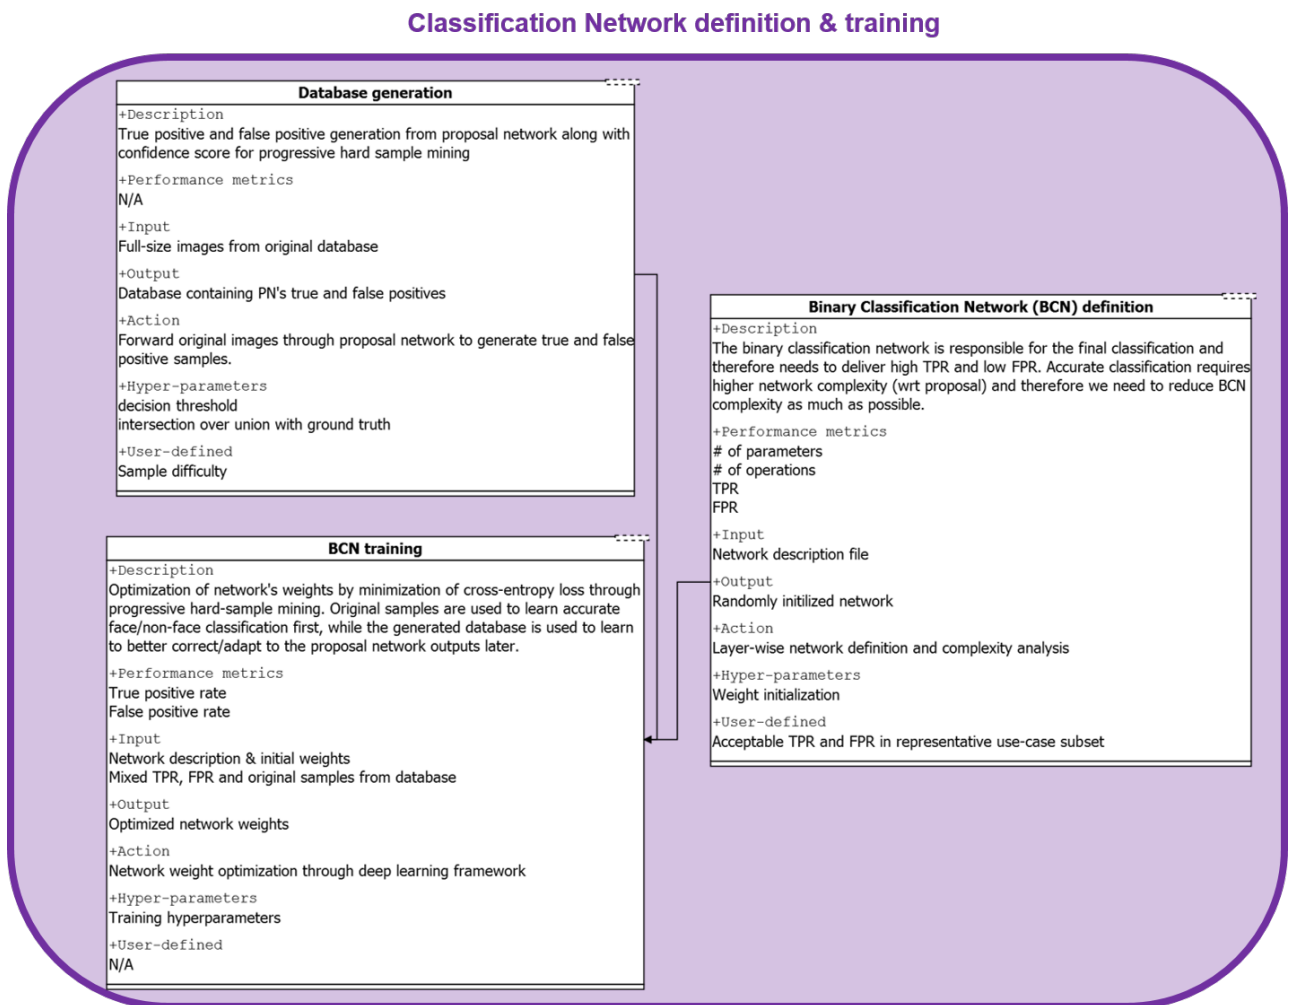 Classification Network definition & training
Database generation
+Description
True positive and false positive generation from proposal network along with
confidence score for progressive hard sample mining
+Performance metrics
N/A
+Input
Full-size images from original database
+Output
Database containing PN's true and false positives
+Action
Forward original images through proposal network to generate true and false
positive samples.
+Hyper-parameters
decision threshold
intersection over union with ground truth
+User-defined
Sample difficulty
BCN training
+Description
Optimization of network's weights by minimization of cross-entropy loss through
progressive hard-sample mining. Original samples are used to learn accurate
face/non-face classification first, while the generated database is used to learn
to better correct/adapt to the proposal network outputs later.
+Performance metrics
True positive rate
False positive rate
+Input
Network description & initial weights
Mixed TPR, FPR and original samples from database
+Output
Optimized network weights
+Action
Network weight optimization through deep learning framework
+Hyper-parameters
Training hyperparameters
+User-defined
N/A
Binary Classification Network (BCN) definition
+Description
The binary classification network is responsible for the final classification and
therefore needs to deliver high TPR and low FPR. Accurate classification requires
higher network complexity (wrt proposal) and therefore we need to reduce BCN
complexity as much as possible.
+Performance metrics
# of parameters
# of operations
TPR
FPR
+Input
Network description file
+Output
Randomly initilized network
+Action
Layer-wise network definition and complexity analysis
+Hyper-parameters
Weight initialization
+User-defined
Acceptable TPR and FPR in representative use-case subset